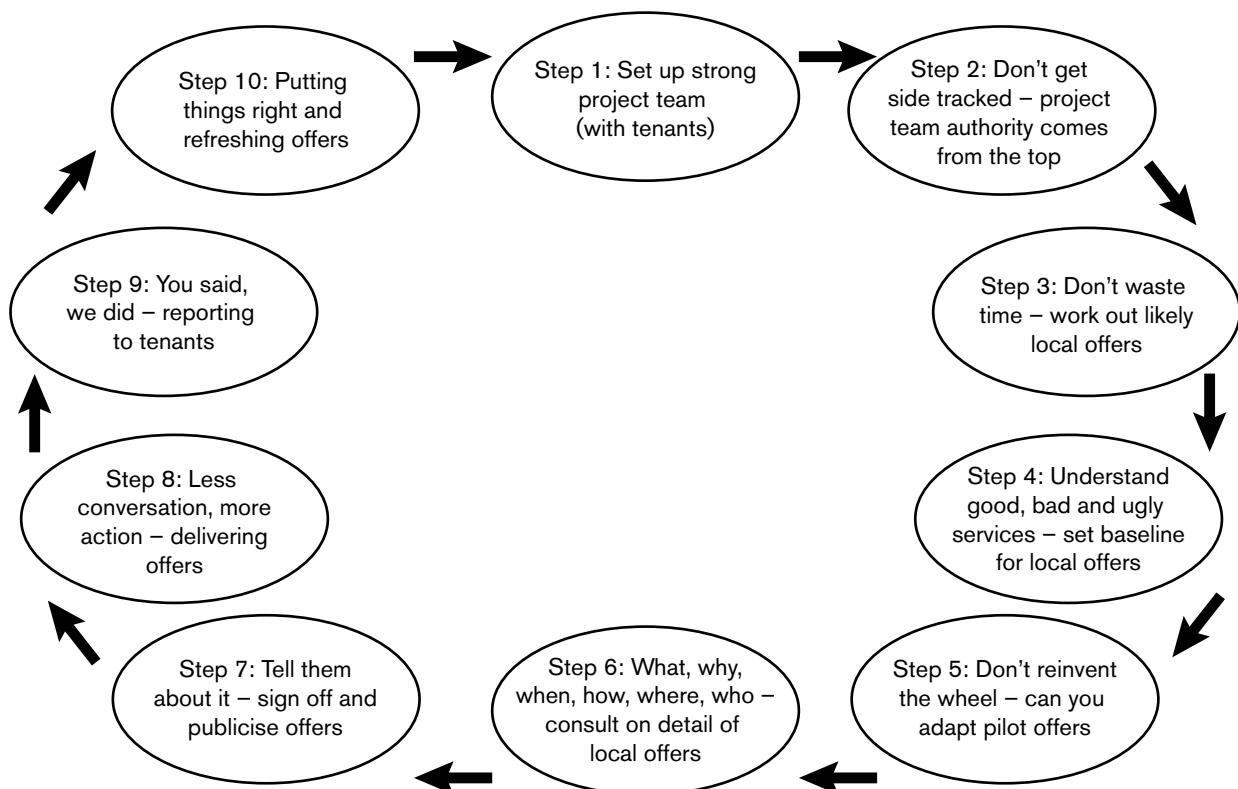 Step 1: Set up strong
project team
(with tenants)
Step 2: Don’t get
side tracked – project
team authority comes
from the top
Step 3: Don’t waste
time – work out likely
local offers
Step 4: Understand
good, bad and ugly
services – set baseline
for local offers
Step 5: Don’t reinvent
the wheel – can you
adapt pilot offers
Step 6: What, why,
when, how, where, who –
consult on detail of
local offers
Step 7: Tell them
about it – sign off and
publicise offers
Step 8: Less
conversation, more
action – delivering
offers
Step 9: You said,
we did – reporting
to tenants
Step 10: Putting
things right and
refreshing offers